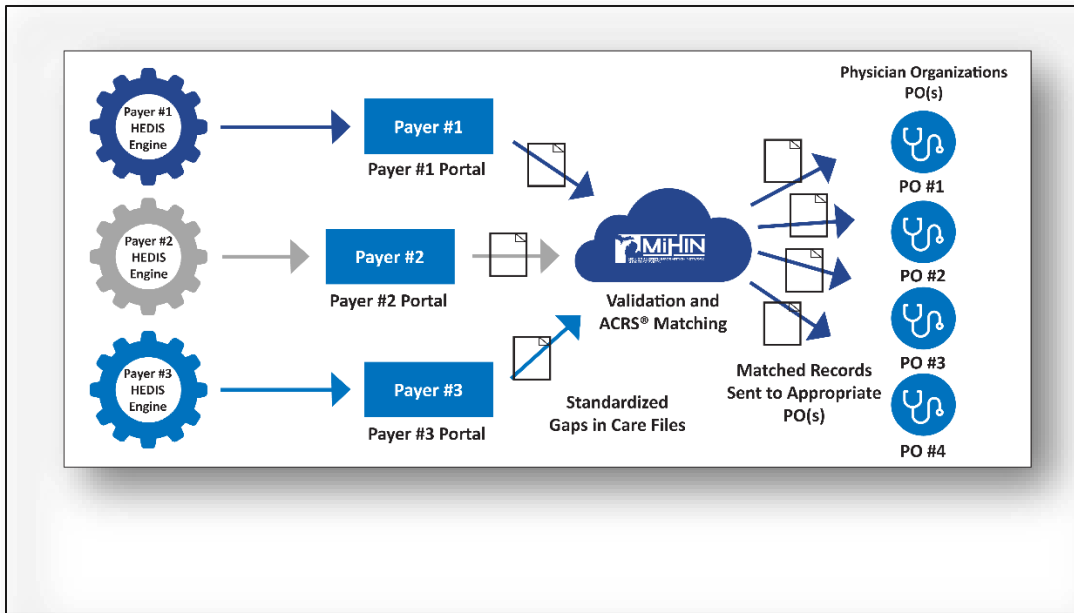 Payer #1
HEDIS
Engine
Payer #1
Payer #1 Portal
Payer #2
HEDIS
Engine
Payer #2
Payer #2 Portal
Payer #3
HEDIS
Engine
Payer #3
Payer #3 Portal
Standardized
Gaps in Care Files
MiHIN
Validation and
ACRS® Matching
Matched Records
Sent to Appropriate
PO(s)
Physician Organizations
PO(s)
PO #1
PO #2
PO #3
PO #4